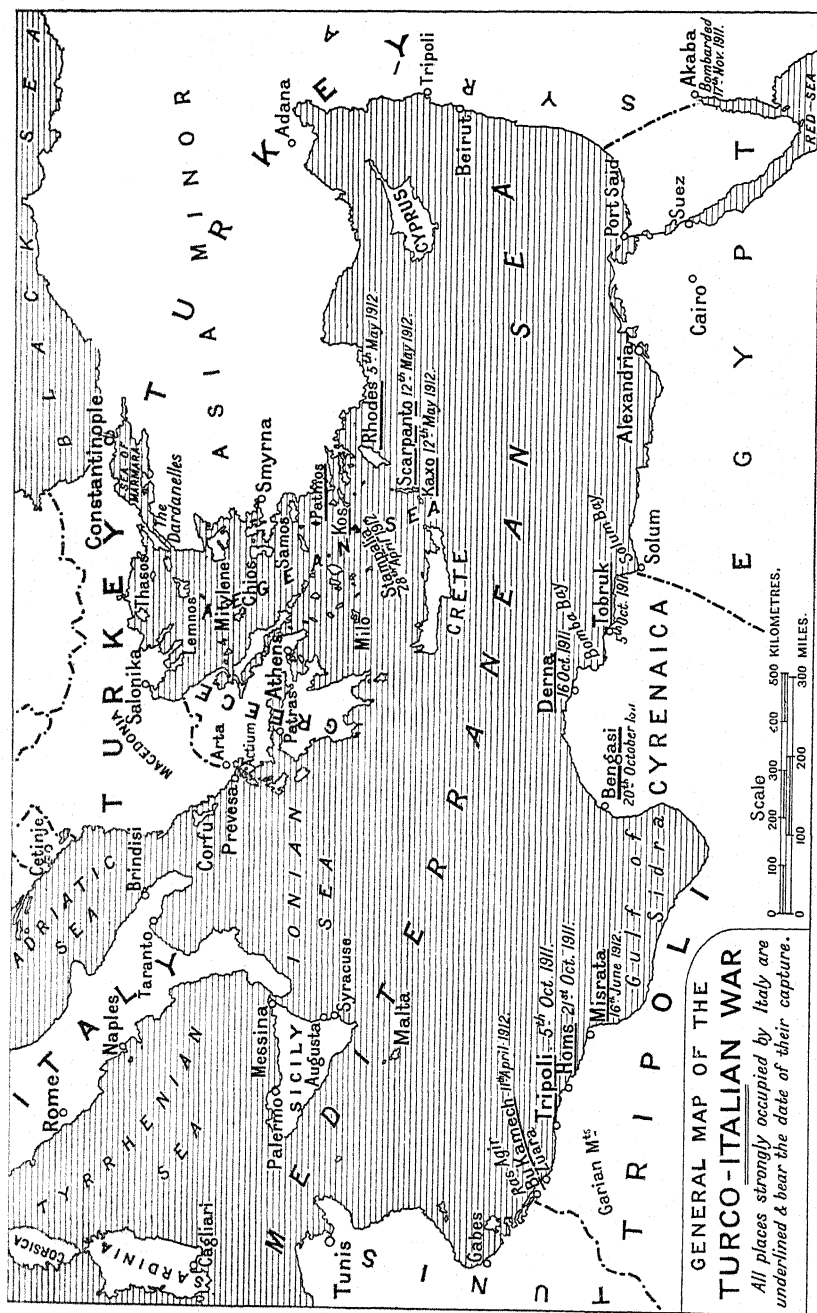 CORSICA
SARDINIA
Cagliari
TYRRHENIAN SEA
ITALY
Rome
Naples
Taranto
Brindisi
ADRIATIC SEA
Cetinje
TURKEY
MACEDONIA
Salonika
Thasos
Constantinople
SEA OF MARMARA
The Dardanelles
BLACK SEA
Lemnos
Mitylene
Chios
Smyrna
Samos
ÆGEAN SEA
ASIA MINOR
TURKEY
Adana
Corfu
Prevesa
Arta
Actium
GREECE
Patras
Athens
IONIAN SEA
Messina
Palermo
SICILY
Augusta
Syracuse
Malta
Milo
Patmos
Kos
Stampalia
28th April 1912
Rhodes 5th May 1912.
Scarpanto 12th May 1912.
Kaxo 12th May 1912.
CRETE
CYPRUS
SYRIA
Tripoli
Beirut
MEDITERRANEAN SEA
Tunis
TUNIS
Gabes
Ras Agir
Bu Kamech 11th April 1912.
Zuara
Tripoli 5th Oct. 1911.
Homs 21st Oct. 1911.
Misrata
16th June 1912.
Garian Mts
TRIPOLI
Gulf of Sidra
Bengasi
20th October 1911
CYRENAICA
Derna
16 Oct. 1911.
Bomba Bay
Tobruk
5th Oct. 1911.
Solum Bay
Solum
Alexandria
Cairo
Port Said
Suez
EGYPT
Akaba
Bombarded
17th Nov. 1911.
RED SEA
GENERAL MAP OF THE
TURCO-ITALIAN WAR
All places strongly occupied by Italy are
underlined & bear the date of their capture.
Scale
0 100 200 300 400 500 KILOMETRES.
0 100 200 300 MILES.